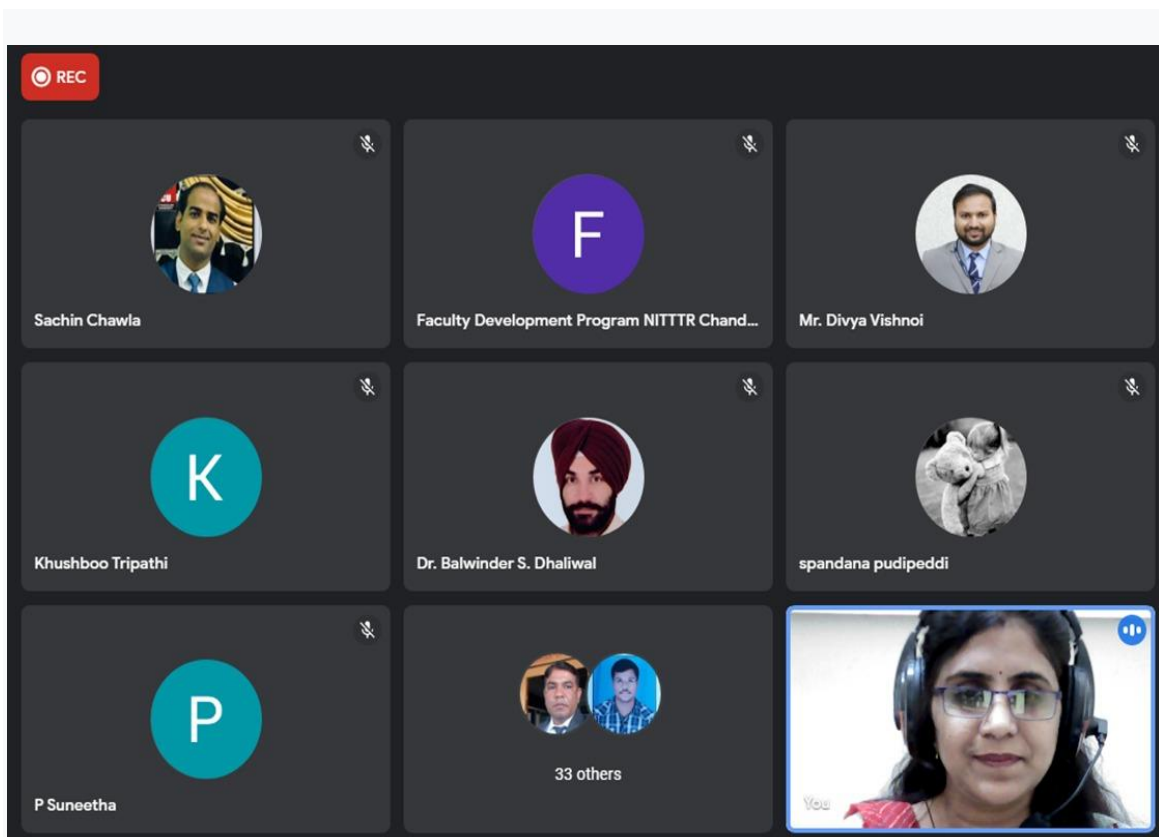 REC
Sachin Chawla
F
Faculty Development Program NITTTR Chand...
Mr. Divya Vishnoi
K
Khushboo Tripathi
Dr. Balwinder S. Dhaliwal
spandana pudipeddi
P
P Suneetha
33 others
You